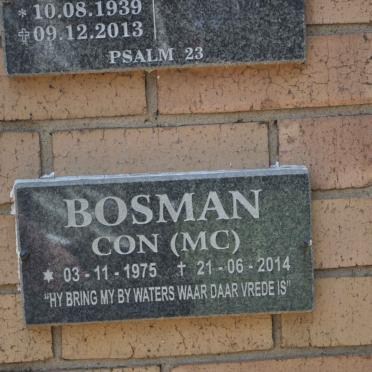 * 10.08.1939
✞ 09.12.2013
PSALM 23
BOSMAN
CON (MC)
* 03 - 11 - 1975 † 21 - 06 - 2014
"HY BRING MY BY WATERS WAAR DAAR VREDE IS"